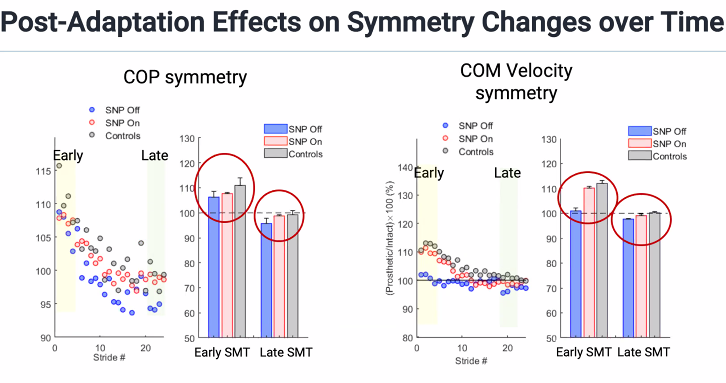 Post-Adaptation Effects on Symmetry Changes over Time
COP symmetry
SNP Off
SNP On
Controls
Early
Late
115
110
105
100
95
90
0
10
20
Stride #
SNP Off
SNP On
Controls
130
120
110
100
90
80
70
60
50
Early SMT
Late SMT
COM Velocity
symmetry
SNP Off
SNP On
Controls
Early
Late
(Prosthetic/Intact)×100 (%)
140
130
120
110
100
90
80
0
10
20
Stride #
SNP Off
SNP On
Controls
130
120
110
100
90
80
70
60
50
Early SMT
Late SMT